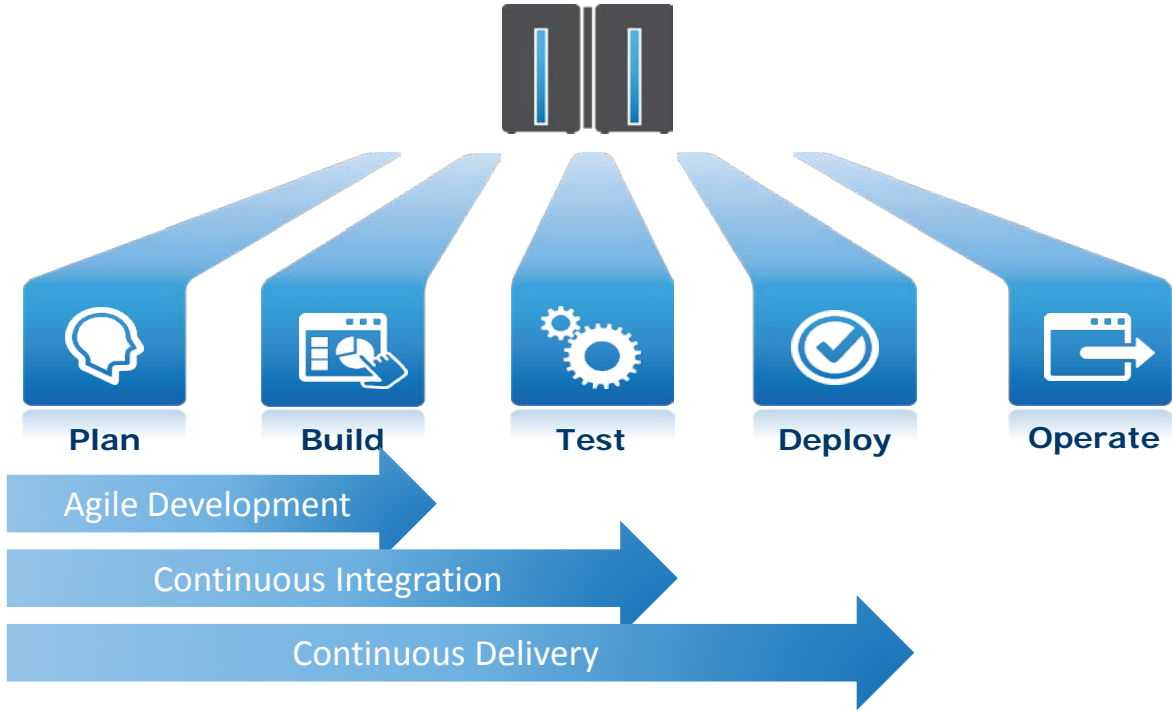 Plan
Build
Test
Deploy
Operate
Agile Development
Continuous Integration
Continuous Delivery